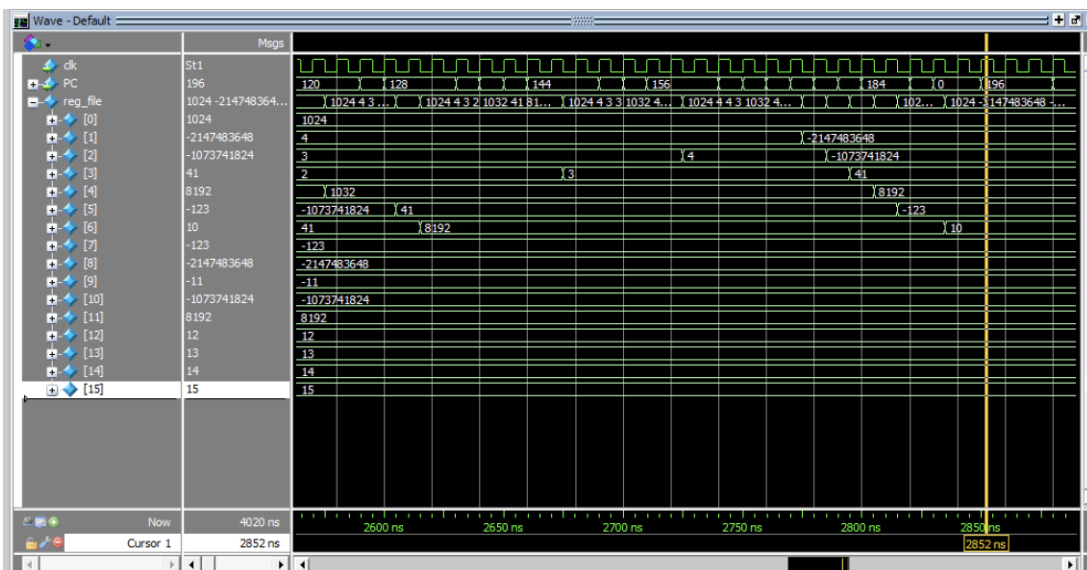 Wave - Default
Msgs
clk St1
PC 196 120 128 144 156 184 0 196
reg_file 1024 -214748364... 1024 4 3 ... 1024 4 3 2 1032 41 81... 1024 4 3 3 1032 4... 1024 4 4 3 1032 4... 102... 1024 -2147483648 -...
[0] 1024 1024
[1] -2147483648 4 -2147483648
[2] -1073741824 3 4 -1073741824
[3] 41 2 3 41
[4] 8192 1032 8192
[5] -123 -1073741824 41 -123
[6] 10 41 8192 10
[7] -123 -123
[8] -2147483648 -2147483648
[9] -11 -11
[10] -1073741824 -1073741824
[11] 8192 8192
[12] 12 12
[13] 13 13
[14] 14 14
[15] 15 15
Now 4020 ns 2600 ns 2650 ns 2700 ns 2750 ns 2800 ns 2850 ns
Cursor 1 2852 ns 2852 ns